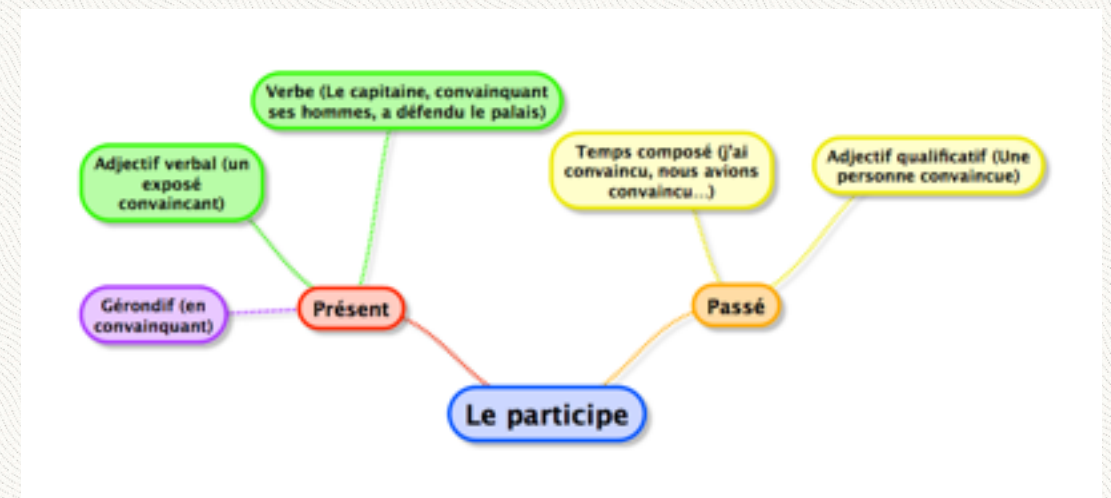 Verbe (Le capitaine, convainquant
ses hommes, a défendu le palais)
Adjectif verbal (un
exposé
convaincant)
Gérondif (en
convainquant)
Présent
Temps composé (j'ai
convaincu, nous avions
convaincu...)
Adjectif qualificatif (Une
personne convaincue)
Passé
Le participe